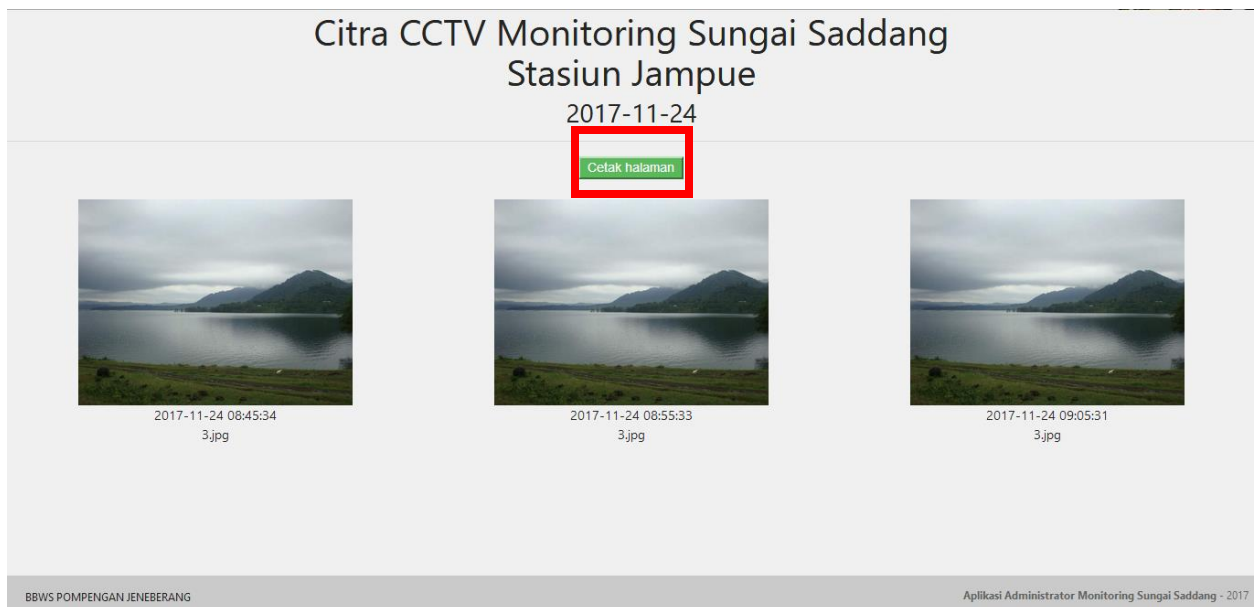 Citra CCTV Monitoring Sungai Saddang
Stasiun Jampue
2017-11-24
Cetak halaman
2017-11-24 08:45:34
3.jpg
2017-11-24 08:55:33
3.jpg
2017-11-24 09:05:31
3.jpg
BBWS POMPENGAN JENEBERANG
Aplikasi Administrator Monitoring Sungai Saddang - 2017